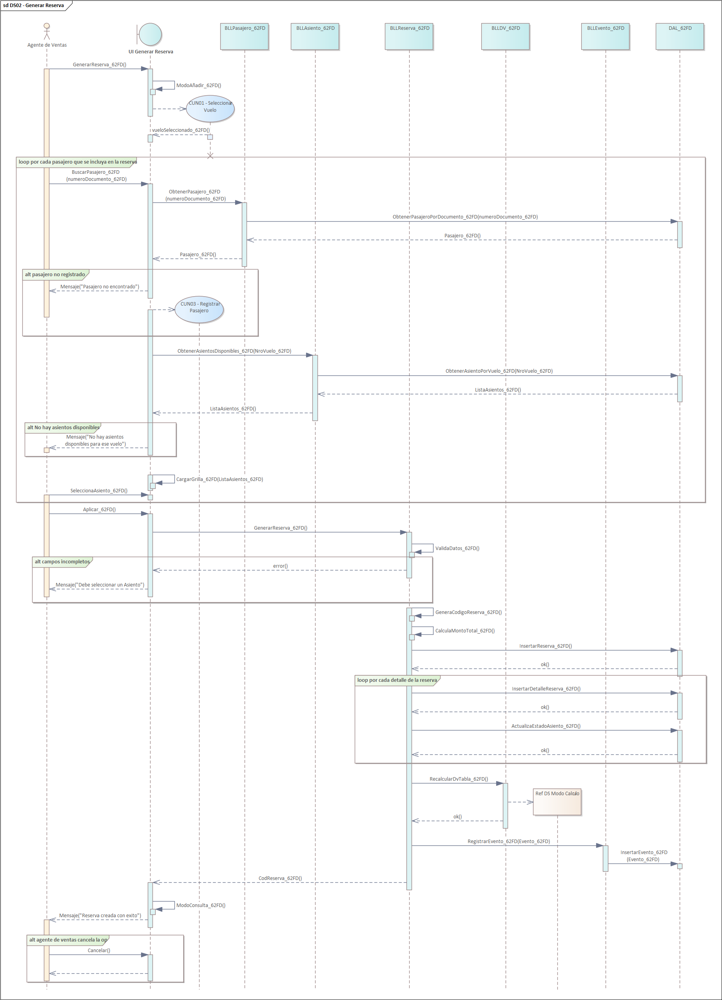 sd DS02 - Generar Reserva
Agente de Ventas
UI Generar Reserva
BLLPasajero_62FD
BLLAsiento_62FD
BLLReserva_62FD
BLLDV_62FD
BLLEvento_62FD
DAL_62FD
GenerarReserva_62FD()
ModoAñadir_62FD()
CUN01 - Seleccionar
Vuelo
vueloSeleccionado_62FD()
loop por cada pasajero que se incluya en la reserva
BuscarPasajero_62FD
(numeroDocumento_62FD)
ObtenerPasajero_62FD
(numeroDocumento_62FD)
ObtenerPasajeroPorDocumento_62FD(numeroDocumento_62FD)
Pasajero_62FD()
Pasajero_62FD()
alt pasajero no registrado
Mensaje("Pasajero no encontrado")
CUN03 - Registrar
Pasajero
ObtenerAsientosDisponibles_62FD(NroVuelo_62FD)
ObtenerAsientoPorVuelo_62FD(NroVuelo_62FD)
ListaAsientos_62FD()
ListaAsientos_62FD()
alt No hay asientos disponibles
Mensaje("No hay asientos
disponibles para ese vuelo")
CargarGrilla_62FD(ListaAsientos_62FD)
SeleccionaAsiento_62FD()
Aplicar_62FD()
GenerarReserva_62FD()
ValidaDatos_62FD()
alt campos incompletos
error()
Mensaje("Debe seleccionar un Asiento")
GeneraCodigoReserva_62FD()
CalculaMontoTotal_62FD()
InsertarReserva_62FD()
ok()
loop por cada detalle de la reserva
InsertarDetalleReserva_62FD()
ok()
ActualizaEstadoAsiento_62FD()
ok()
RecalcularDvTabla_62FD()
Ref DS Modo Calculo
ok()
RegistrarEvento_62FD(Evento_62FD)
InsertarEvento_62FD
(Evento_62FD)
CodReserva_62FD()
ModoConsulta_62FD()
Mensaje("Reserva creada con exito")
alt agente de ventas cancela la op
Cancelar()